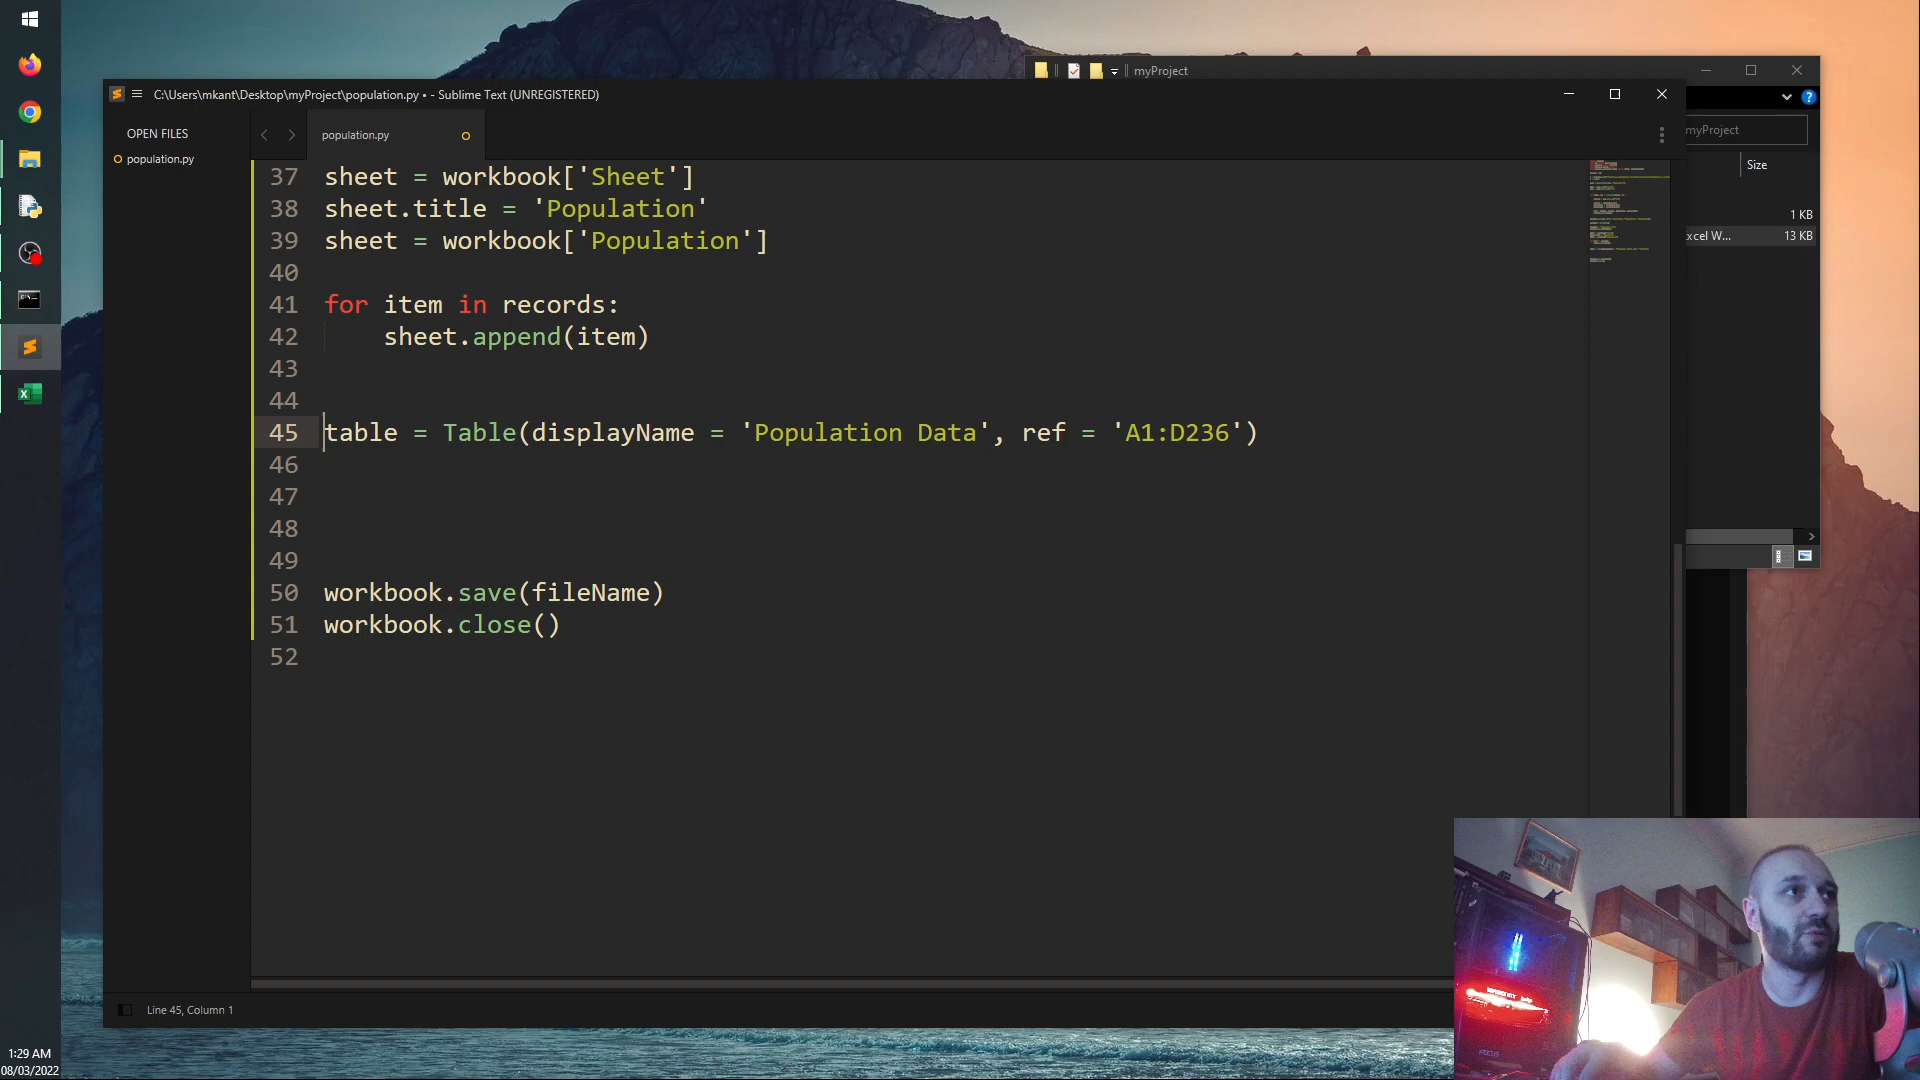 myProject
C:\Users\mkant\Desktop\myProject\population.py • - Sublime Text (UNREGISTERED)
OPEN FILES
population.py
population.py
myProject
Size
1 KB
xcel W...
13 KB
37 sheet = workbook['Sheet']
38 sheet.title = 'Population'
39 sheet = workbook['Population']
40
41 for item in records:
42 sheet.append(item)
43
44
45 table = Table(displayName = 'Population Data', ref = 'A1:D236')
46
47
48
49
50 workbook.save(fileName)
51 workbook.close()
52
Line 45, Column 1
1:29 AM
08/03/2022